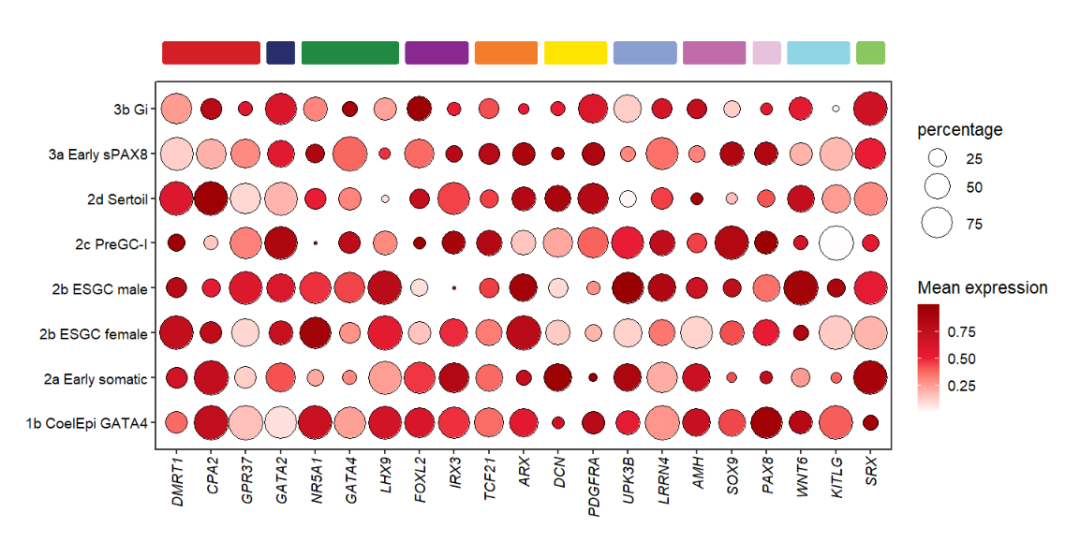 3b Gi
3a Early sPAX8
2d Sertoil
2c PreGC-I
2b ESGC male
2b ESGC female
2a Early somatic
1b CoelEpi GATA4
DMRT1
CPA2
GPR37
GATA2
NR5A1
GATA4
LHX9
FOXL2
IRX3
TCF21
ARX
DCN
PDGFRA
UPK3B
LRRN4
AMH
SOX9
PAX8
WNT6
KITLG
SRX
percentage
25
50
75
Mean expression
0.75
0.50
0.25